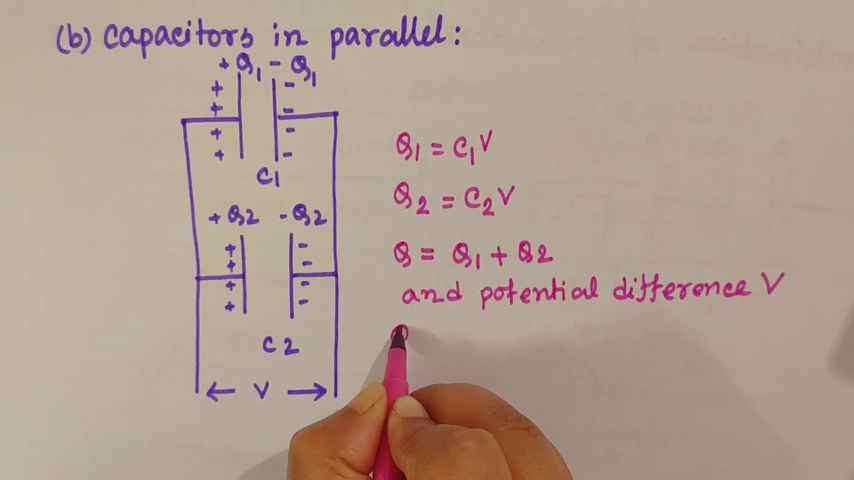 (b) Capacitors in parallel:
+ Q1 - Q1
+ -
+ -
+ -
+ -
C1
+ Q2 - Q2
+ -
+ -
+ -
+ -
C2
← V →
Q1 = C1V
Q2 = C2V
Q = Q1 + Q2
and potential difference V